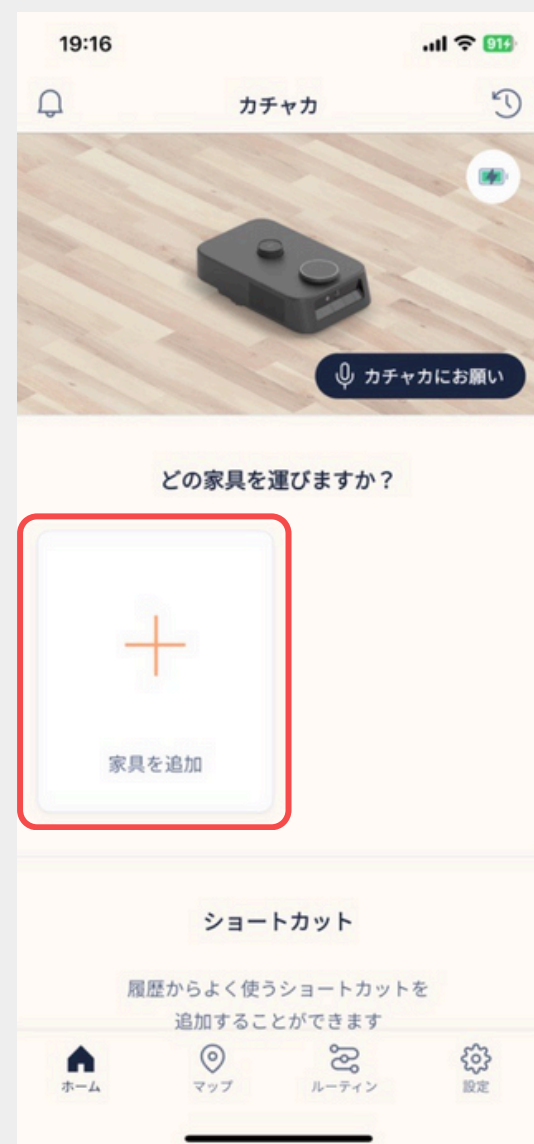 19:16
91
カチャカ
カチャカにお願い
どの家具を運びますか？
家具を追加
ショートカット
履歴からよく使うショートカットを
追加することができます
ホーム
マップ
ルーティン
設定